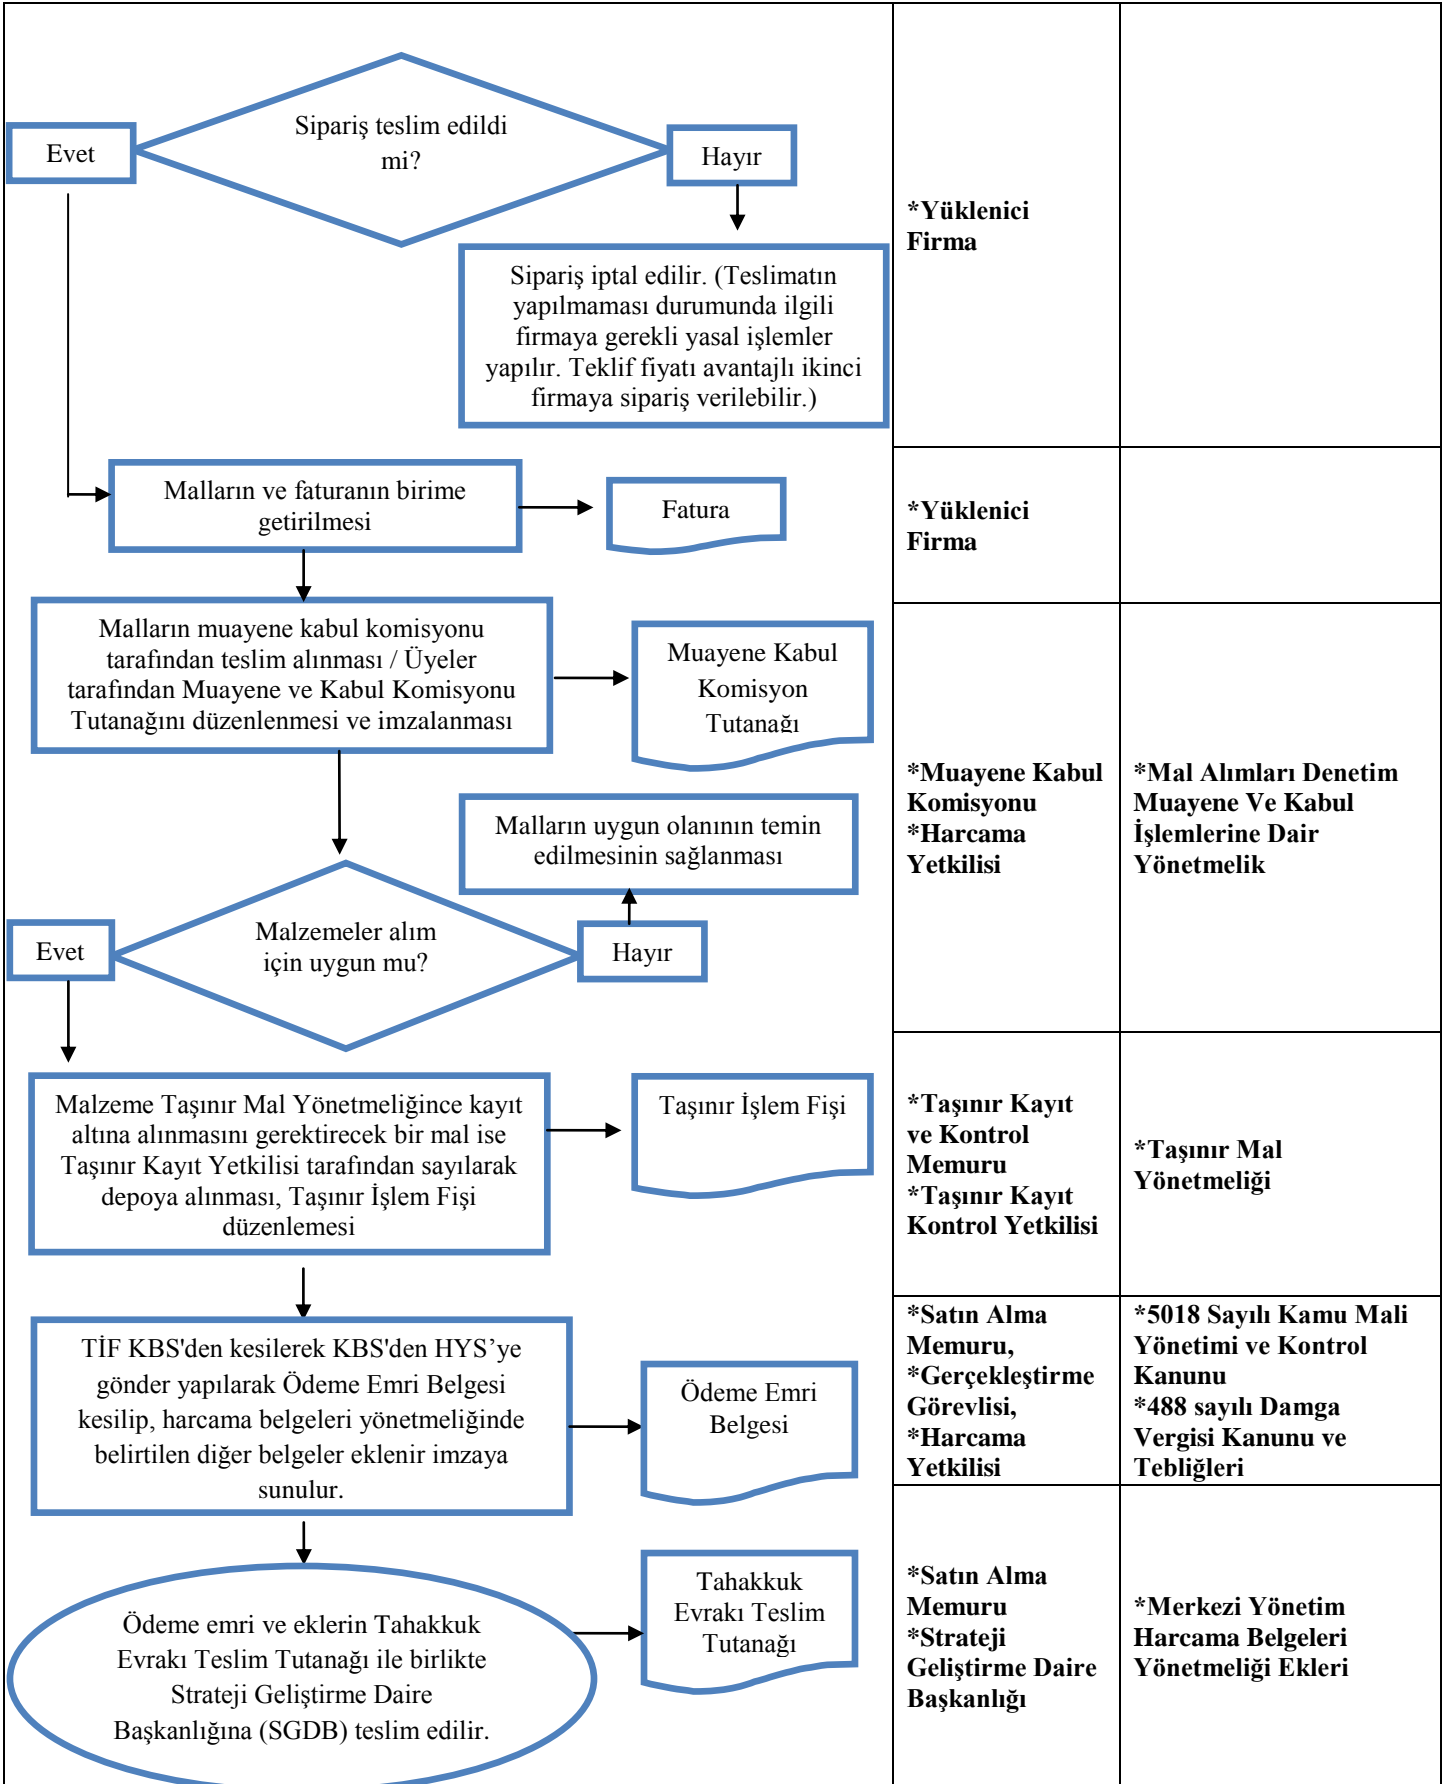 Sipariş teslim edildi
mi?
Evet
Hayır
Sipariş iptal edilir. (Teslimatın
yapılmaması durumunda ilgili
firmaya gerekli yasal işlemler
yapılır. Teklif fiyatı avantajlı ikinci
firmaya sipariş verilebilir.)
*Yüklenici
Firma
Malların ve faturanın birime
getirilmesi
Fatura
*Yüklenici
Firma
Malların muayene kabul komisyonu
tarafından teslim alınması / Üyeler
tarafından Muayene ve Kabul Komisyonu
Tutanağını düzenlenmesi ve imzalanması
Muayene Kabul
Komisyon
Tutanağı
Malların uygun olanının temin
edilmesinin sağlanması
Malzemeler alım
için uygun mu?
Evet
Hayır
*Muayene Kabul
Komisyonu
*Harcama
Yetkilisi
*Mal Alımları Denetim
Muayene Ve Kabul
İşlemlerine Dair
Yönetmelik
Malzeme Taşınır Mal Yönetmeliğince kayıt
altına alınmasını gerektirecek bir mal ise
Taşınır Kayıt Yetkilisi tarafından sayılarak
depoya alınması, Taşınır İşlem Fişi
düzenlemesi
Taşınır İşlem Fişi
*Taşınır Kayıt
ve Kontrol
Memuru
*Taşınır Kayıt
Kontrol Yetkilisi
*Taşınır Mal
Yönetmeliği
TİF KBS'den kesilerek KBS'den HYS’ye
gönder yapılarak Ödeme Emri Belgesi
kesilip, harcama belgeleri yönetmeliğinde
belirtilen diğer belgeler eklenir imzaya
sunulur.
Ödeme Emri
Belgesi
*Satın Alma
Memuru,
*Gerçekleştirme
Görevlisi,
*Harcama
Yetkilisi
*5018 Sayılı Kamu Mali
Yönetimi ve Kontrol
Kanunu
*488 sayılı Damga
Vergisi Kanunu ve
Tebliğleri
Ödeme emri ve eklerin Tahakkuk
Evrakı Teslim Tutanağı ile birlikte
Strateji Geliştirme Daire
Başkanlığına (SGDB) teslim edilir.
Tahakkuk
Evrakı Teslim
Tutanağı
*Satın Alma
Memuru
*Strateji
Geliştirme Daire
Başkanlığı
*Merkezi Yönetim
Harcama Belgeleri
Yönetmeliği Ekleri